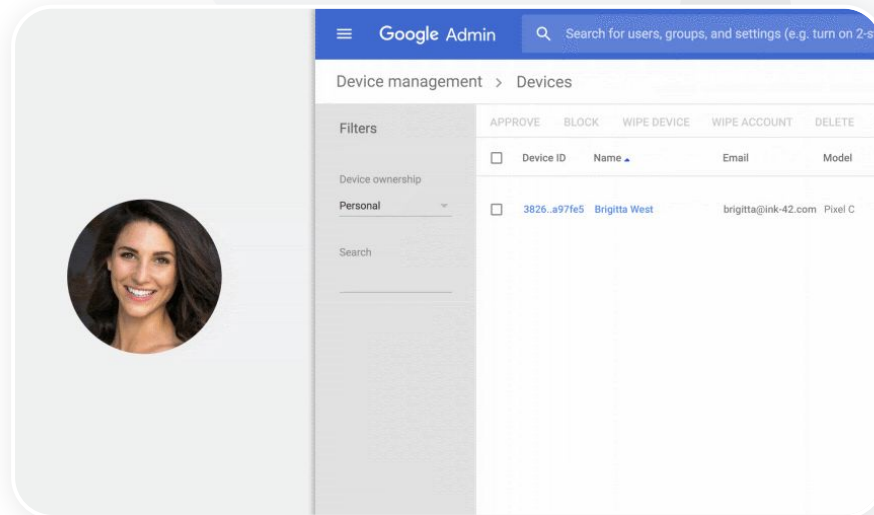 Google Admin
Search for users, groups, and settings (e.g. turn on 2-s
Device management > Devices
Filters
APPROVE BLOCK WIPE DEVICE WIPE ACCOUNT DELETE
Device ID Name Email Model
Device ownership
Personal
3826..a97fe5 Brigitta West brigitta@ink-42.com Pixel C
Search